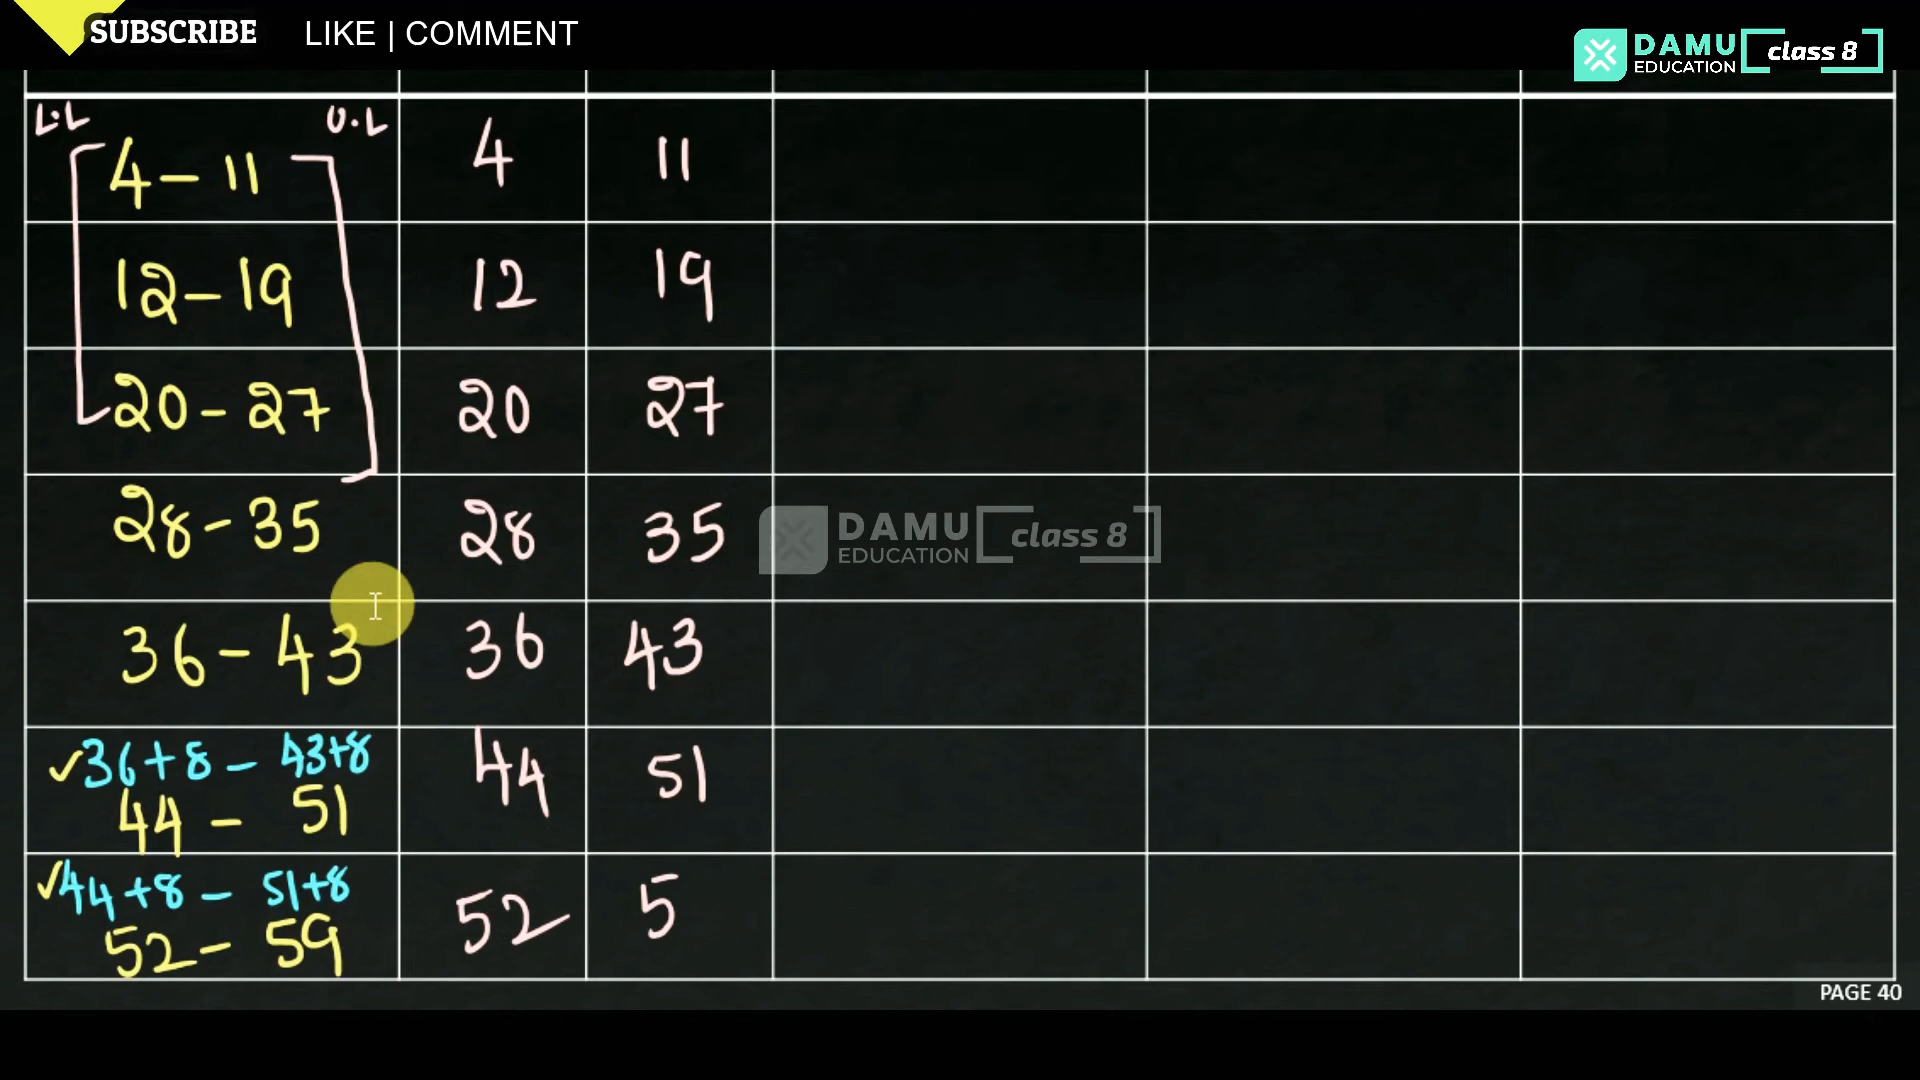 SUBSCRIBE LIKE | COMMENT
DAMU EDUCATION class 8
L.L U.L
4 - 11 4 11
12 - 19 12 19
20 - 27 20 27
28 - 35 28 35
DAMU EDUCATION class 8
36 - 43 36 43
✓36+8 - 43+8
44 - 51 44 51
✓44+8 - 51+8
52 - 59 52 5
PAGE 40